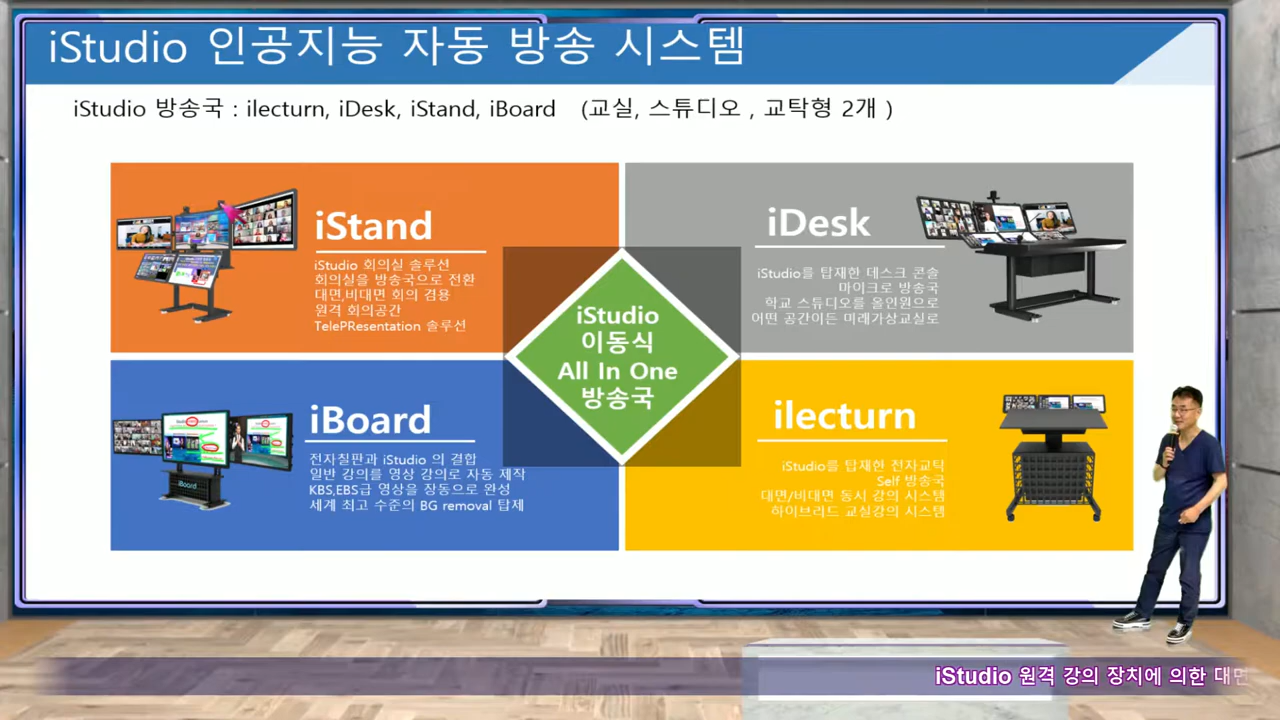 iStudio 인공지능 자동 방송 시스템
iStudio 방송국 : ilecturn, iDesk, iStand, iBoard (교실, 스튜디오 , 교탁형 2개 )
iStand
iStudio 회의실 솔루션
회의실을 방송국으로 전환
대면,비대면 회의 겸용
원격 회의공간
TelePResentation 솔루션
iDesk
iStudio를 탑재한 데스크 콘솔
마이크로 방송국
학교 스튜디오를 올인원으로
어떤 공간이든 미래가상교실로
iStudio
이동식
All In One
방송국
iBoard
전자칠판과 iStudio 의 결합
일반 강의를 영상 강의로 자동 제작
KBS,EBS급 영상을 장동으로 완성
세계 최고 수준의 BG removal 탑제
iBoard
ilecturn
iStudio를 탑재한 전자교탁
Self 방송국
대면/비대면 동시 강의 시스템
하이브러드 교실강의 시스템
iStudio 원격 강의 장치에 의한 대면